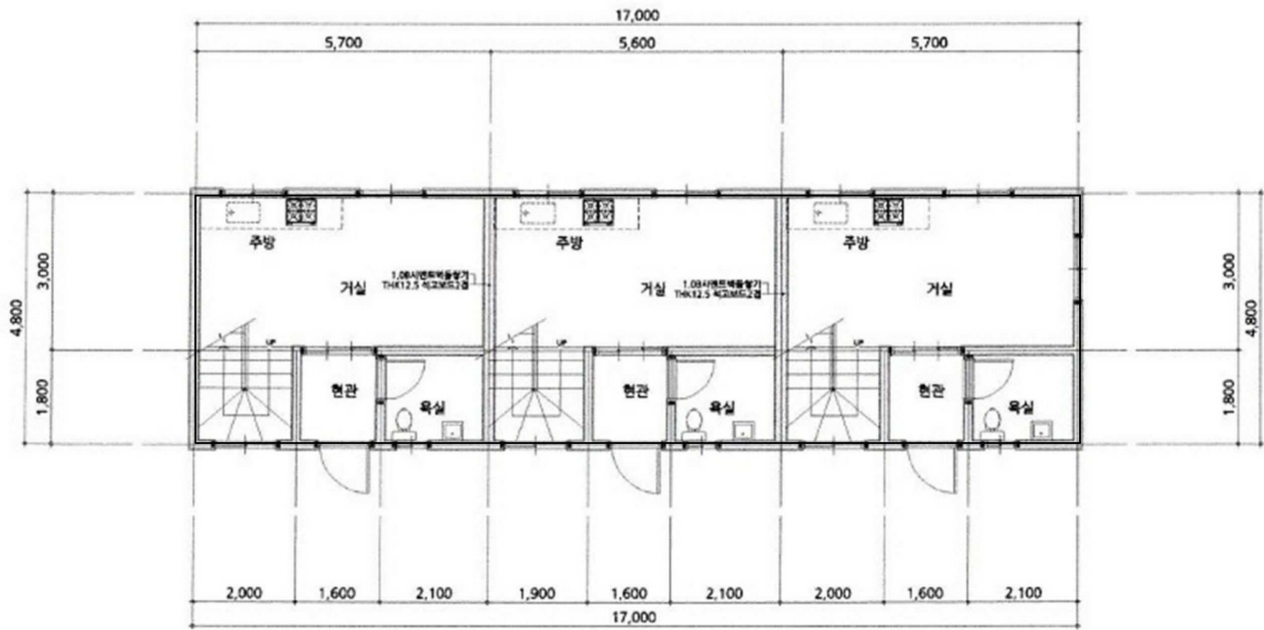 17,000
5,700
5,600
5,700
주방
주방
주방
거실
1.0B시멘트벽돌쌓기
THK12.5 석고보드2겹
거실
1.0B시멘트벽돌쌓기
THK12.5 석고보드2겹
거실
3,000
4,800
1,800
3,000
4,800
1,800
UP
UP
UP
현관
욕실
현관
욕실
현관
욕실
2,000
1,600
2,100
1,900
1,600
2,100
2,000
1,600
2,100
17,000